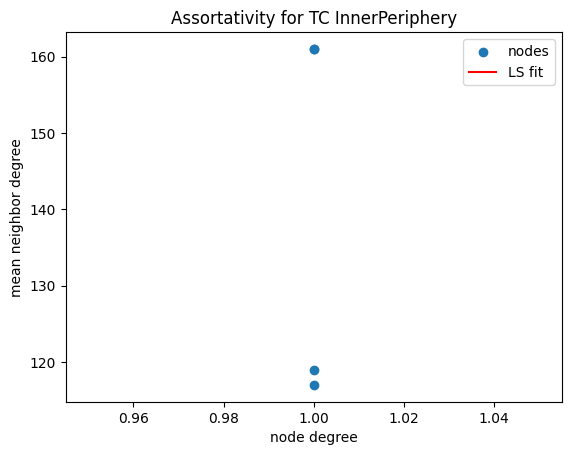 Assortativity for TC InnerPeriphery
nodes
LS fit
mean neighbor degree
160
150
140
130
120
0.96
0.98
1.00
1.02
1.04
node degree